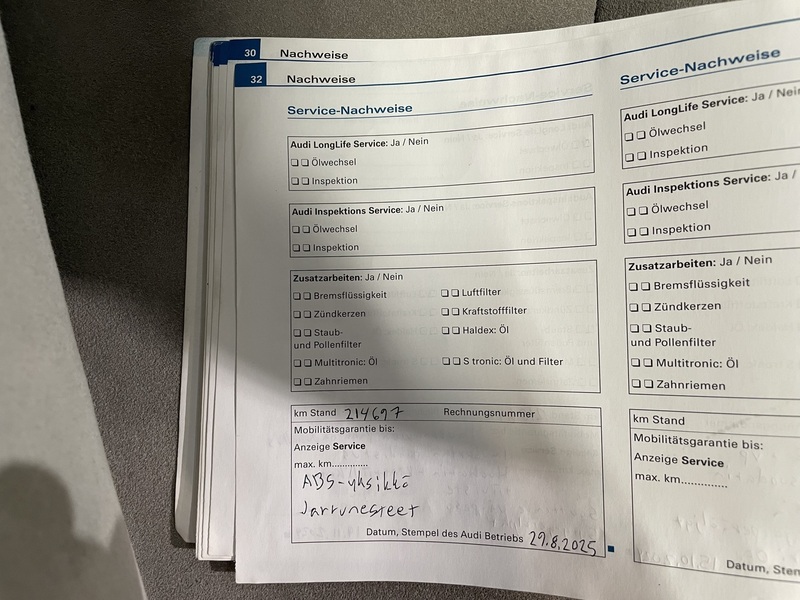 30 Nachweise
32 Nachweise
Service-Nachweise
Audi LongLife Service: Ja / Nein
Ölwechsel
Inspektion
Audi Inspektions Service: Ja / Nein
Ölwechsel
Inspektion
Zusatzarbeiten: Ja / Nein
Bremsflüssigkeit
Luftfilter
Zündkerzen
Kraftstofffilter
Staub-
und Pollenfilter
Haldex: Öl
Multitronic: Öl
S tronic: Öl und Filter
Zahnriemen
km Stand 214697 Rechnungsnummer
Mobilitätsgarantie bis:
Anzeige Service
max. km..............
ABS-yksikkö
Jarrunesteet
Datum, Stempel des Audi Betriebs 29.8.2025
Service-Nachweise
Audi LongLife Service: Ja / Nein
Ölwechsel
Inspektion
Audi Inspektions Service: Ja /
Ölwechsel
Inspektion
Zusatzarbeiten: Ja / Nein
Bremsflüssigkeit
Zündkerzen
Staub-
und Pollenfilter
Multitronic: Öl
Zahnriemen
km Stand
Mobilitätsgarantie bis:
Anzeige Service
max. km..............
Datum,